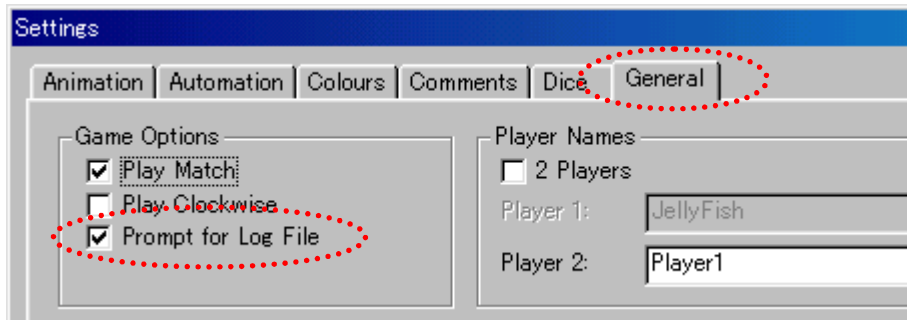 Settings
Animation Automation Colours Comments Dice General
Game Options
Play Match
Play Clockwise
Prompt for Log File
Player Names
2 Players
Player 1: JellyFish
Player 2: Player1